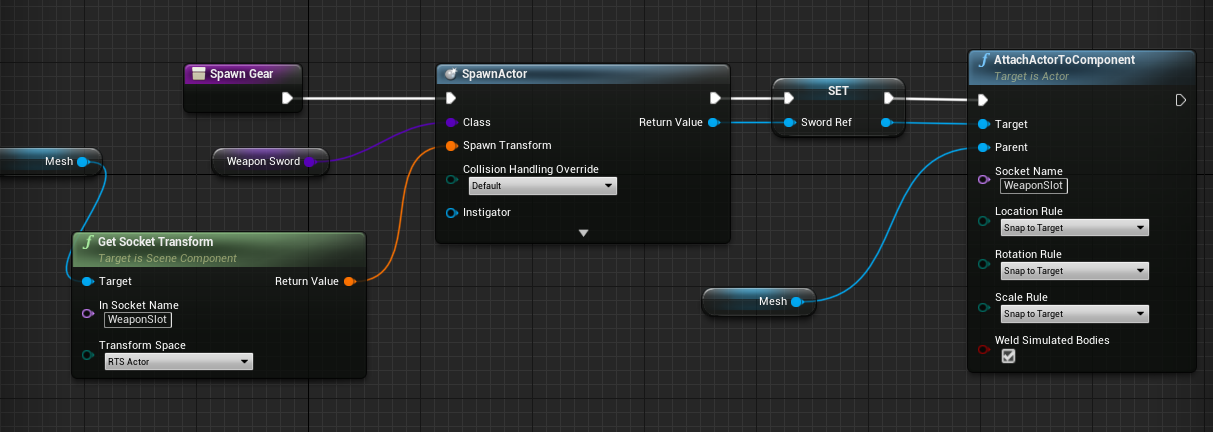 Spawn Gear
Mesh
Weapon Sword
Get Socket Transform
Target is Scene Component
Target
Return Value
In Socket Name
WeaponSlot
Transform Space
RTS Actor
SpawnActor
Class
Return Value
Spawn Transform
Collision Handling Override
Default
Instigator
SET
Sword Ref
Mesh
AttachActorToComponent
Target is Actor
Target
Parent
Socket Name
WeaponSlot
Location Rule
Snap to Target
Rotation Rule
Snap to Target
Scale Rule
Snap to Target
Weld Simulated Bodies